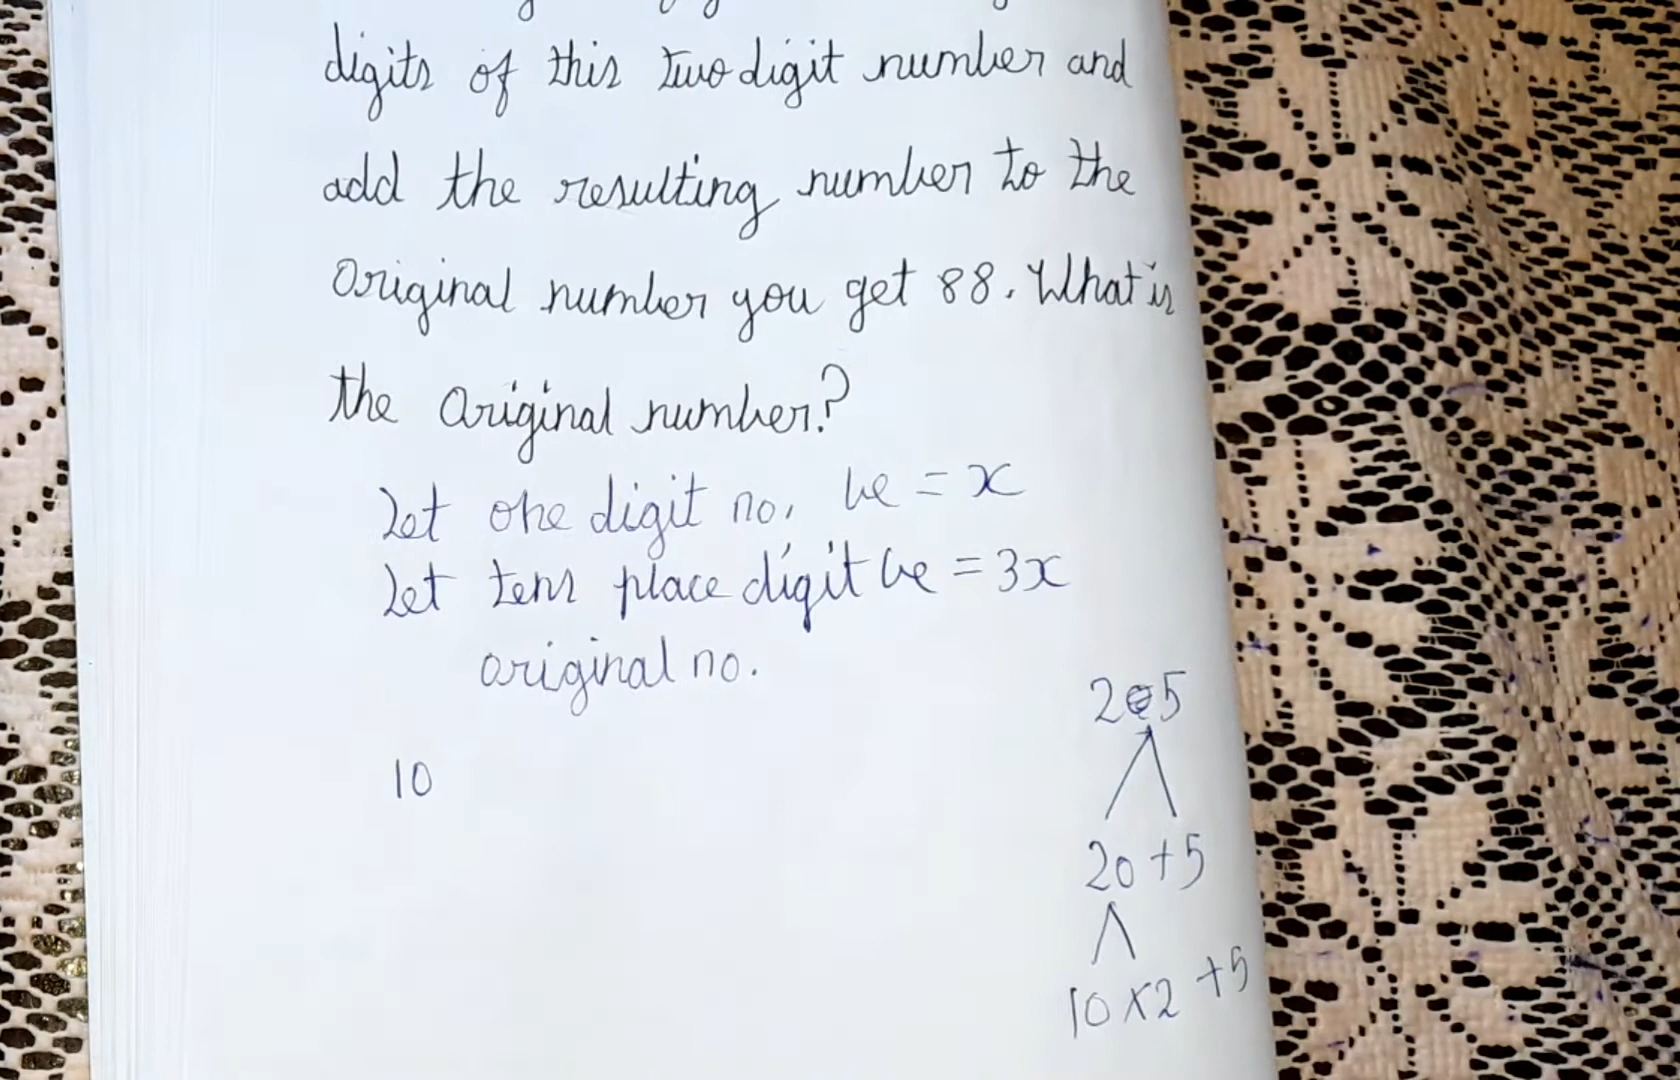 digits of this two digit number and
add the resulting number to the
original number you get 88. What is
the original number?
Let one digit no. be = x
Let tens place digit be = 3x
original no.
25
10
20 + 5
10 x 2 + 5